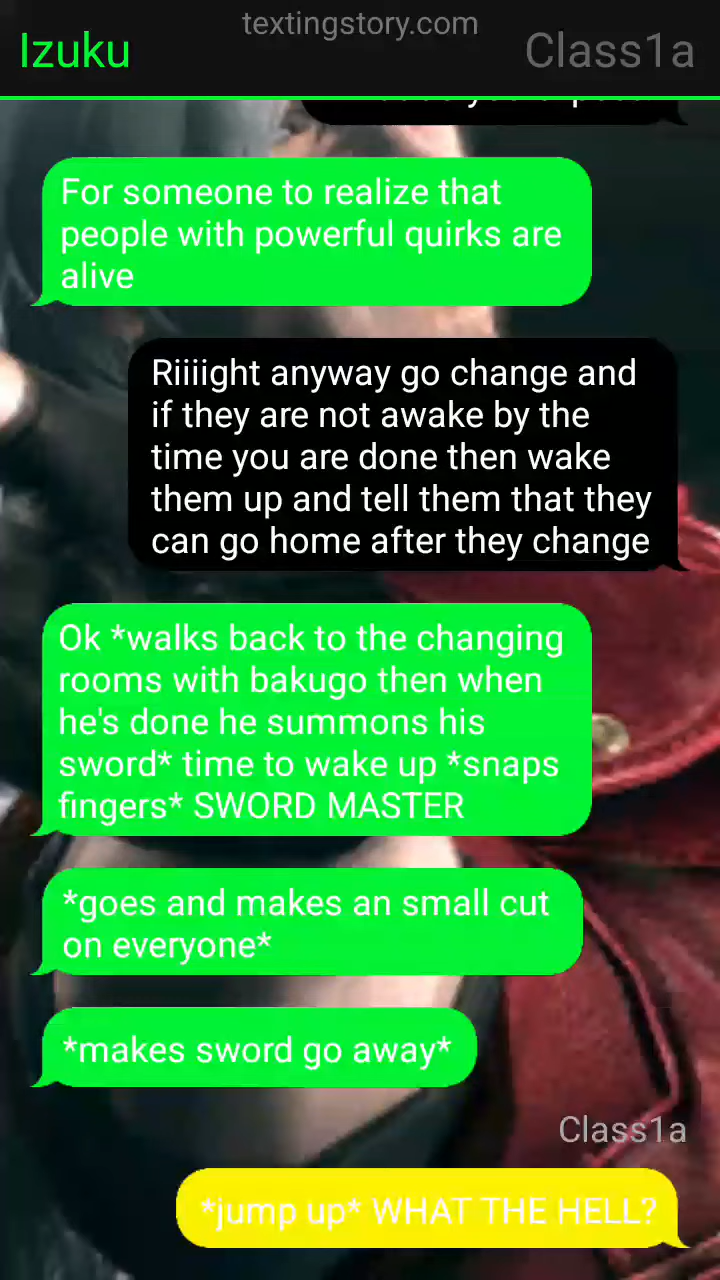 textingstory.com
Izuku
Class1a
For someone to realize that
people with powerful quirks are
alive
Riiiight anyway go change and
if they are not awake by the
time you are done then wake
them up and tell them that they
can go home after they change
Ok *walks back to the changing
rooms with bakugo then when
he's done he summons his
sword* time to wake up *snaps
fingers* SWORD MASTER
*goes and makes an small cut
on everyone*
*makes sword go away*
Class1a
*jump up* WHAT THE HELL?